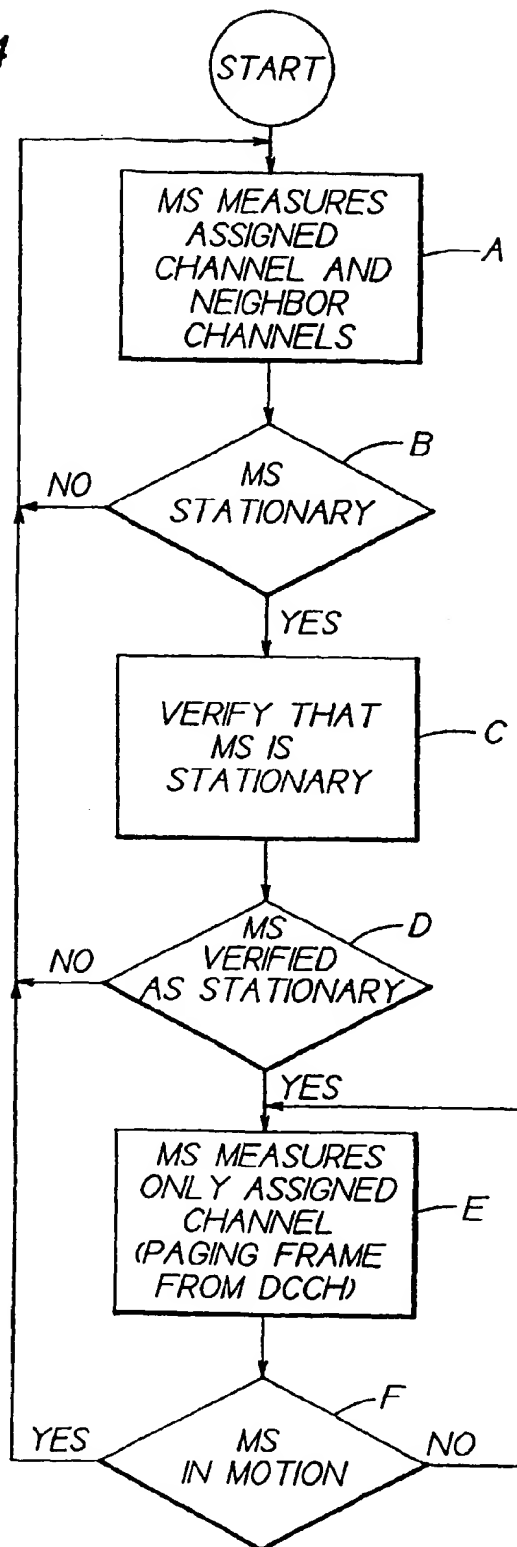 4
START
MS MEASURES
ASSIGNED
CHANNEL AND
NEIGHBOR
CHANNELS
A
B
MS
STATIONARY
NO
YES
VERIFY THAT
MS IS
STATIONARY
C
MS
VERIFIED
AS STATIONARY
D
NO
YES
MS MEASURES
ONLY ASSIGNED
CHANNEL
(PAGING FRAME
FROM DCCH)
E
F
YES
MS
IN MOTION
NO